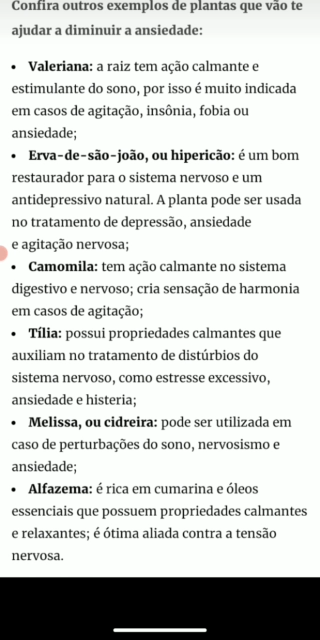 Confira outros exemplos de plantas que vão te
ajudar a diminuir a ansiedade:
• Valeriana: a raiz tem ação calmante e
estimulante do sono, por isso é muito indicada
em casos de agitação, insônia, fobia ou
ansiedade;
• Erva-de-são-joão, ou hipericão: é um bom
restaurador para o sistema nervoso e um
antidepressivo natural. A planta pode ser usada
no tratamento de depressão, ansiedade
e agitação nervosa;
• Camomila: tem ação calmante no sistema
digestivo e nervoso; cria sensação de harmonia
em casos de agitação;
• Tília: possui propriedades calmantes que
auxiliam no tratamento de distúrbios do
sistema nervoso, como estresse excessivo,
ansiedade e histeria;
• Melissa, ou cidreira: pode ser utilizada em
caso de perturbações do sono, nervosismo e
ansiedade;
• Alfazema: é rica em cumarina e óleos
essenciais que possuem propriedades calmantes
e relaxantes; é ótima aliada contra a tensão
nervosa.